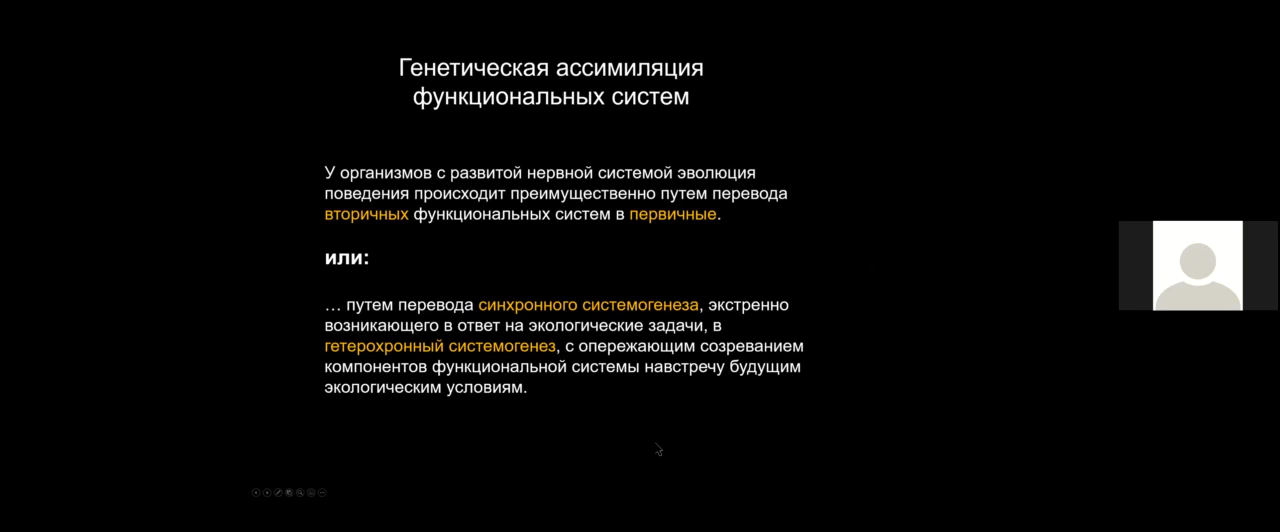 Генетическая ассимиляция
функциональных систем
У организмов с развитой нервной системой эволюция
поведения происходит преимущественно путем перевода
вторичных функциональных систем в первичные.
или:
… путем перевода синхронного системогенеза, экстренно
возникающего в ответ на экологические задачи, в
гетерохронный системогенез, с опережающим созреванием
компонентов функциональной системы навстречу будущим
экологическим условиям.